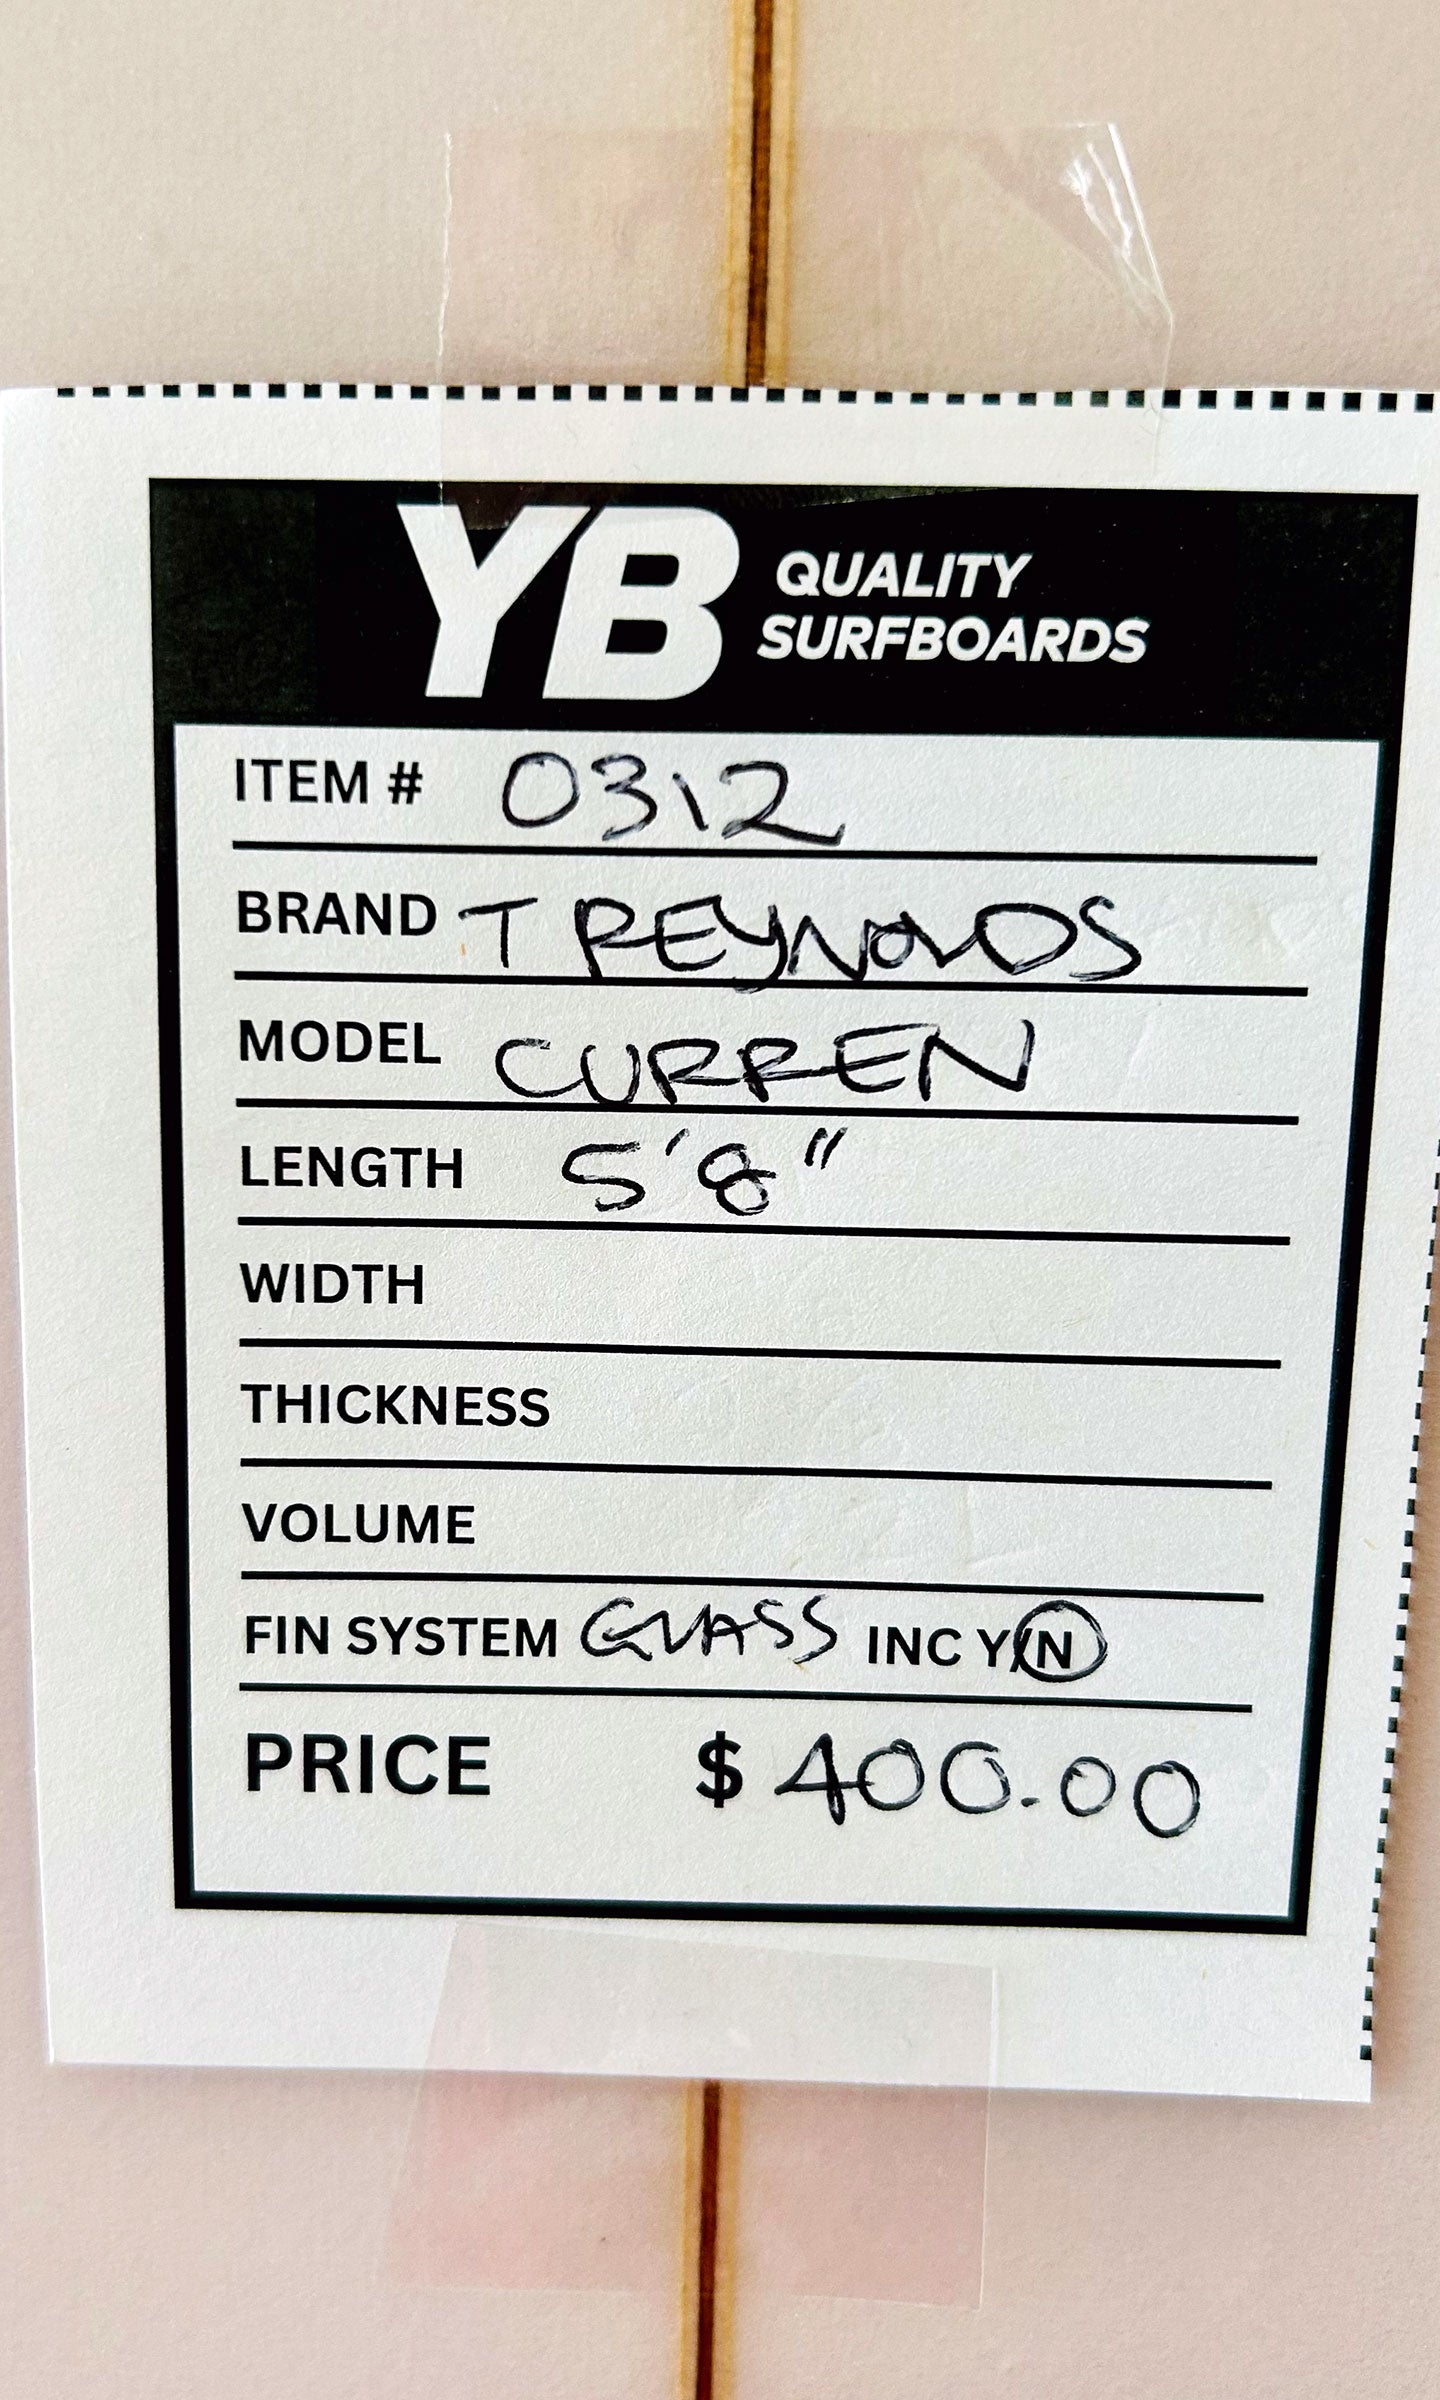 YB QUALITY
SURFBOARDS
ITEM # 0312
BRAND T REYNOLDS
MODEL CURREN
LENGTH 5'8"
WIDTH
THICKNESS
VOLUME
FIN SYSTEM GLASS INC Y/N
PRICE $ 400.00